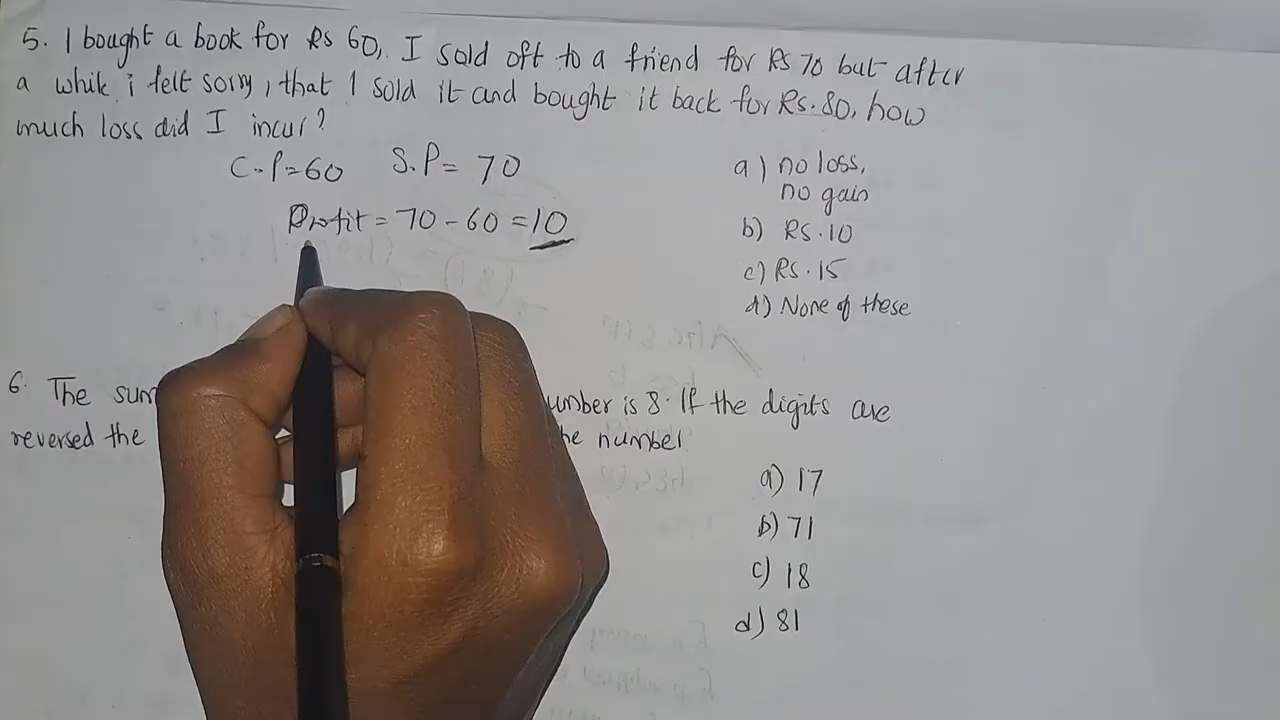 5. I bought a book for Rs 60, I sold off to a friend for Rs 70 but after
a while i felt sorry, that I sold it and bought it back for Rs. 80, how
much loss did I incur?
C.P=60 S.P= 70
Profit = 70 - 60 = 10
a) no loss,
no gain
b) Rs. 10
c) Rs. 15
d) None of these
6. The sum umber is 8. If the digits are
reversed the he number
a) 17
b) 71
c) 18
d) 81